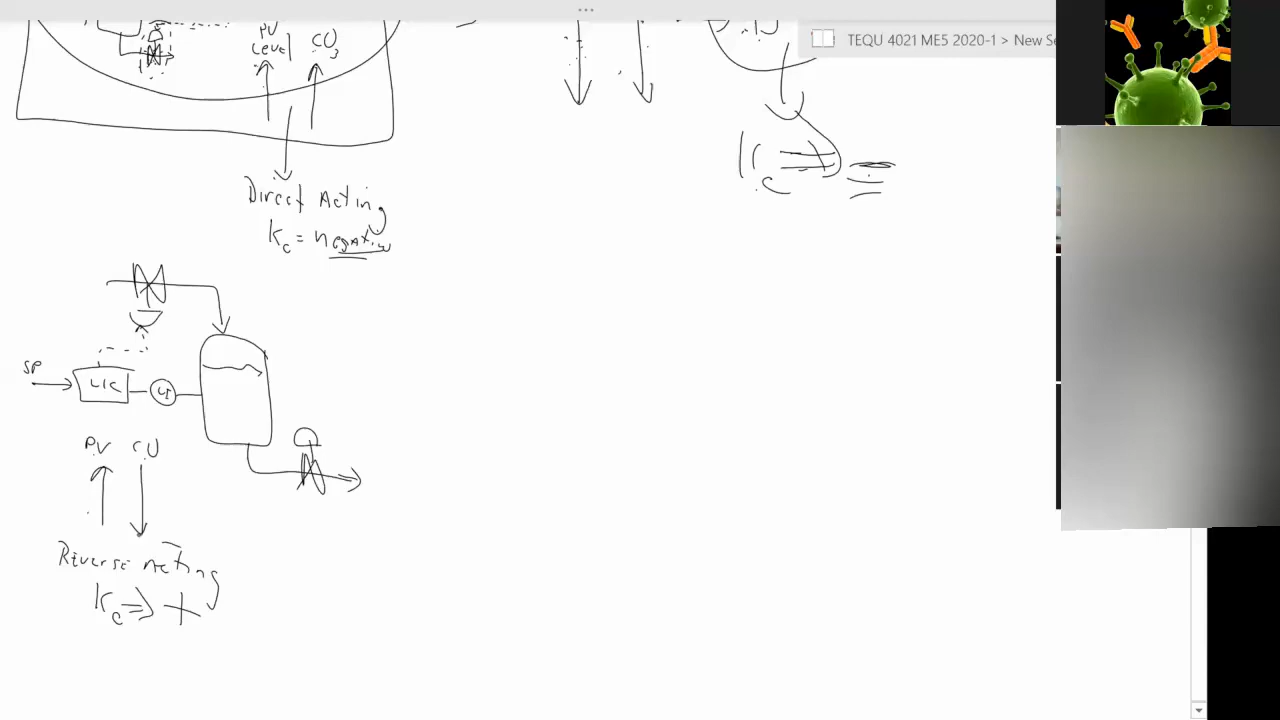 PV
Level
CO
TEQU 4021 ME5 2020-1 > New Se
Kc ⇒
Direct Acting
Kc = negative
SP
LIC
LT
PV CO
Reverse Acting
Kc ⇒ +